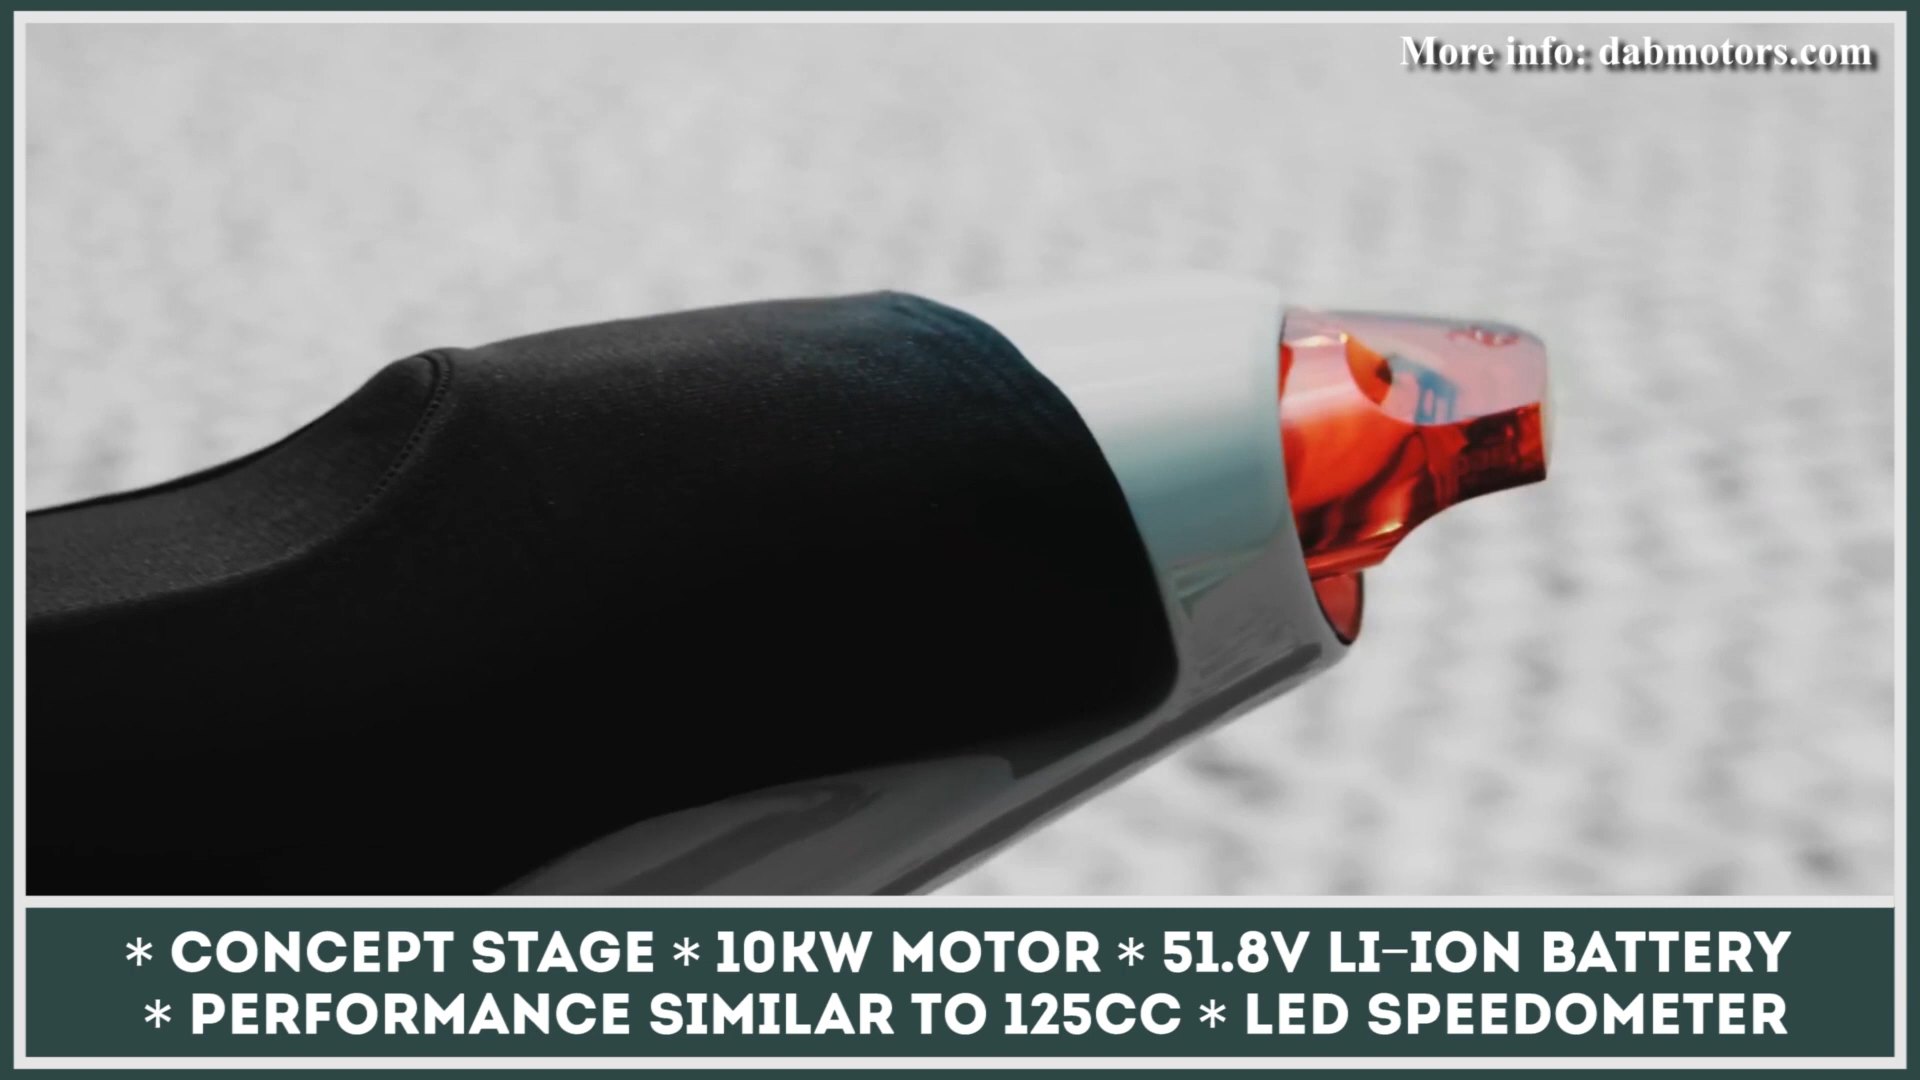 More info: dabmotors.com
* CONCEPT STAGE * 10KW MOTOR * 51.8V LI-ION BATTERY
* PERFORMANCE SIMILAR TO 125CC * LED SPEEDOMETER